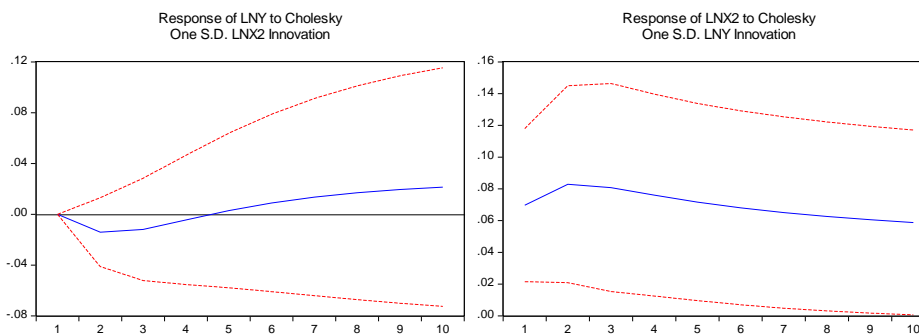 Response of LNY to Cholesky
One S.D. LNX2 Innovation
.12
.08
.04
.00
-.04
-.08
1 2 3 4 5 6 7 8 9 10
Response of LNX2 to Cholesky
One S.D. LNY Innovation
.16
.14
.12
.10
.08
.06
.04
.02
.00
1 2 3 4 5 6 7 8 9 10